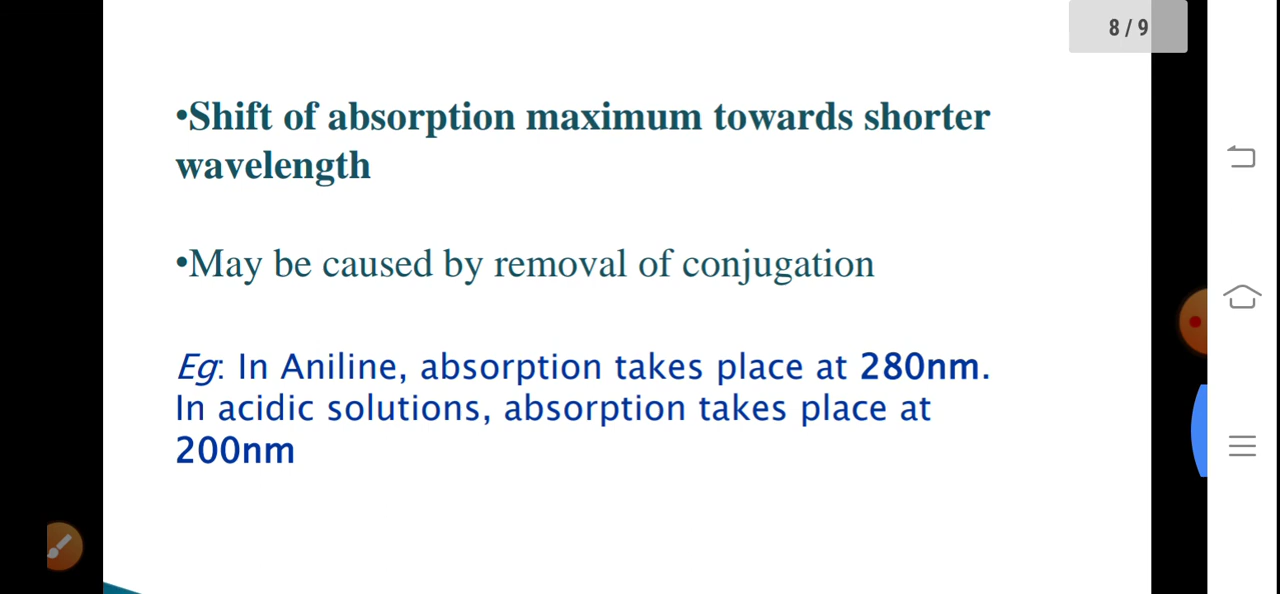 8 / 9
•Shift of absorption maximum towards shorter
wavelength
•May be caused by removal of conjugation
Eg: In Aniline, absorption takes place at 280nm.
In acidic solutions, absorption takes place at
200nm